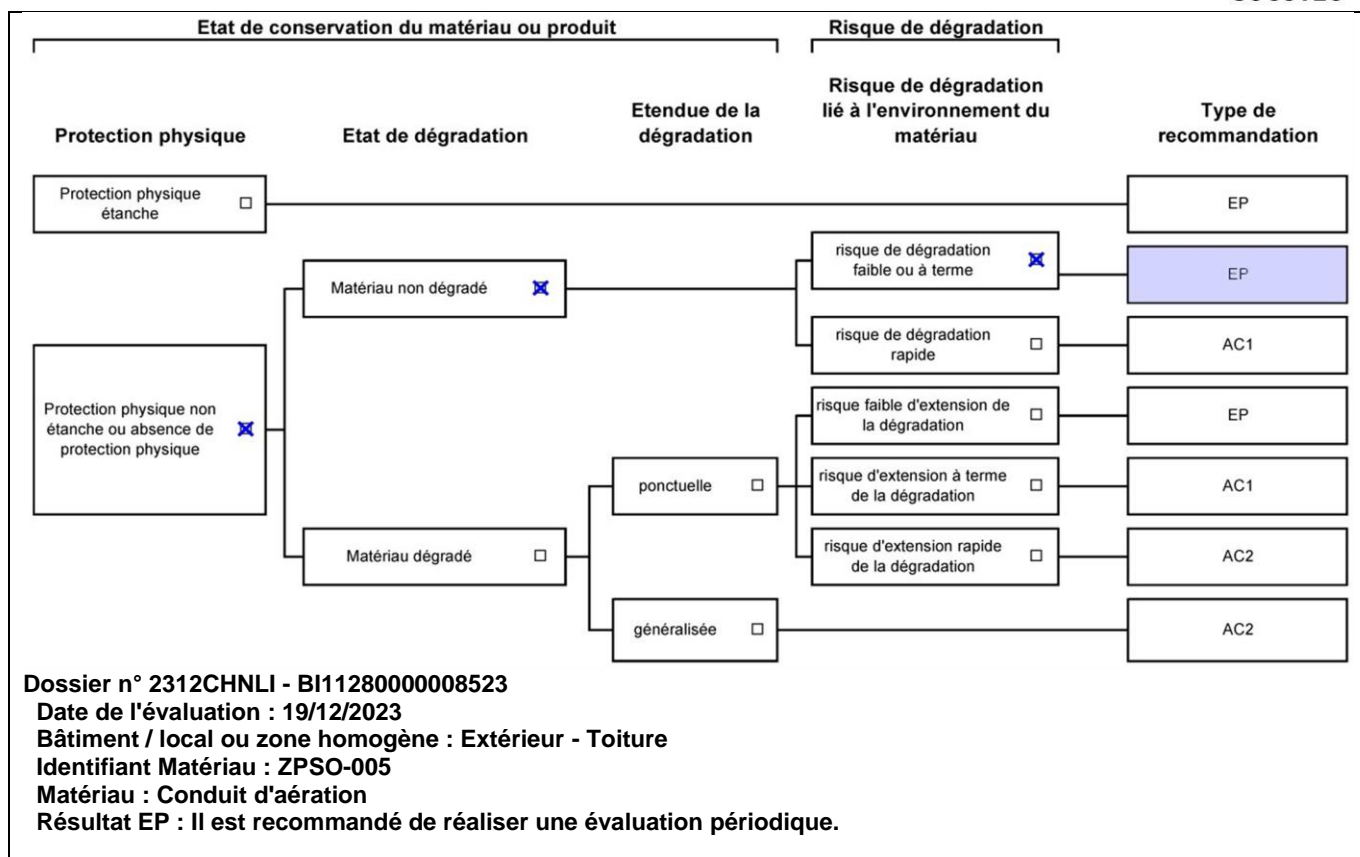 Etat de conservation du matériau ou produit
Risque de dégradation
Protection physique
Etat de dégradation
Etendue de la
dégradation
Risque de dégradation
lié à l'environnement du
matériau
Type de
recommandation
Protection physique
étanche
EP
risque de dégradation
faible ou à terme
EP
Matériau non dégradé
risque de dégradation
rapide
AC1
Protection physique non
étanche ou absence de
protection physique
risque faible d'extension de
la dégradation
EP
ponctuelle
risque d'extension à terme
de la dégradation
AC1
Matériau dégradé
risque d'extension rapide
de la dégradation
AC2
généralisée
AC2
Dossier n° 2312CHNLI - BI11280000008523
Date de l'évaluation : 19/12/2023
Bâtiment / local ou zone homogène : Extérieur - Toiture
Identifiant Matériau : ZPSO-005
Matériau : Conduit d'aération
Résultat EP : Il est recommandé de réaliser une évaluation périodique.